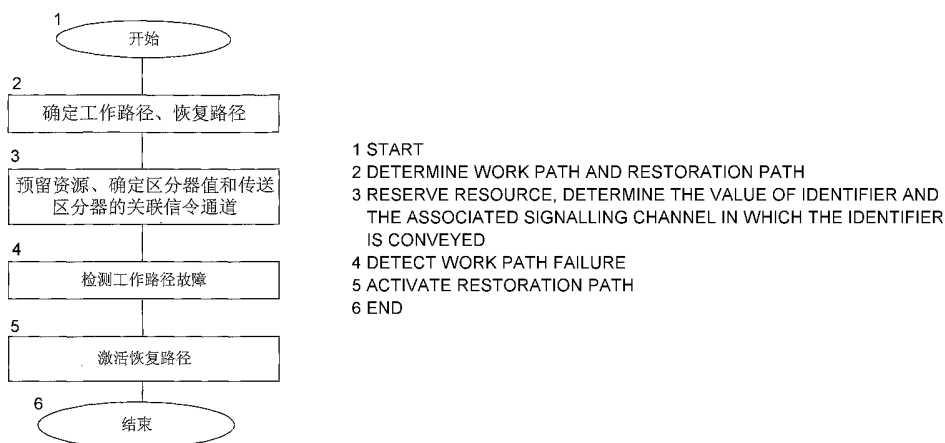 1
开始
2
确定工作路径、恢复路径
3
预留资源、确定区分器值和传送
区分器的关联信令通道
4
检测工作路径故障
5
激活恢复路径
6
结束
1 START
2 DETERMINE WORK PATH AND RESTORATION PATH
3 RESERVE RESOURCE, DETERMINE THE VALUE OF IDENTIFIER AND
THE ASSOCIATED SIGNALLING CHANNEL IN WHICH THE IDENTIFIER
IS CONVEYED
4 DETECT WORK PATH FAILURE
5 ACTIVATE RESTORATION PATH
6 END